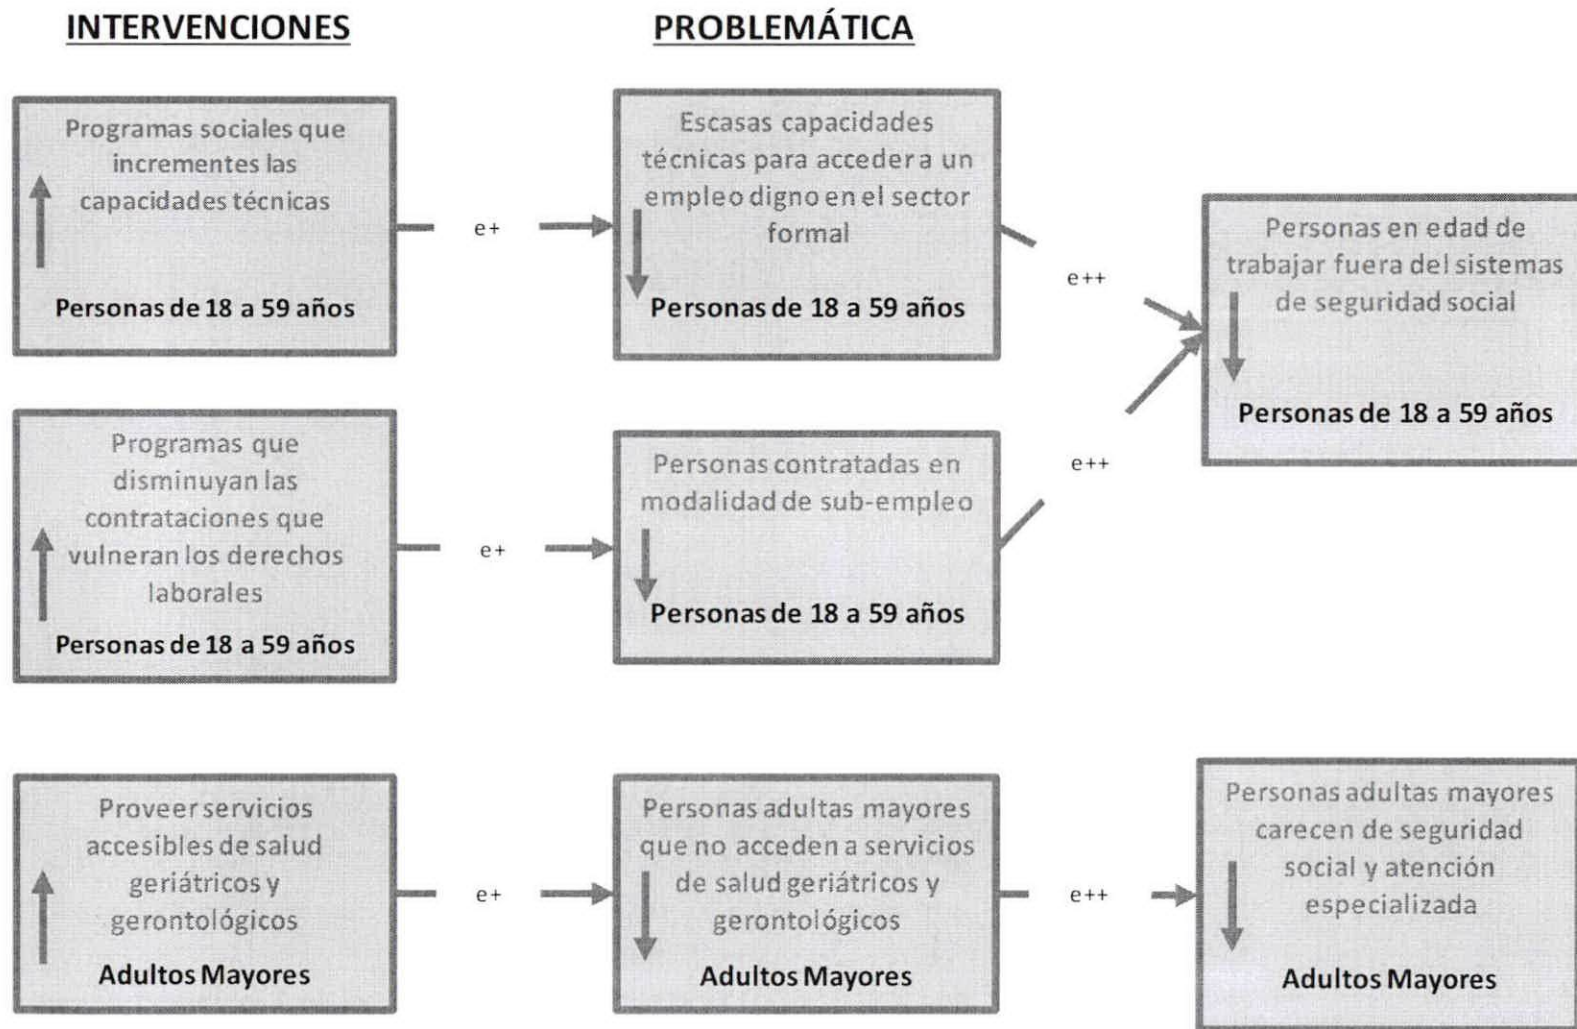 INTERVENCIONES
PROBLEMÁTICA
Programas sociales que
incrementes las
capacidades técnicas
Personas de 18 a 59 años
e+
Escasas capacidades
técnicas para acceder a un
empleo digno en el sector
formal
Personas de 18 a 59 años
e++
Personas en edad de
trabajar fuera del sistemas
de seguridad social
Personas de 18 a 59 años
Programas que
disminuyan las
contrataciones que
vulneran los derechos
laborales
Personas de 18 a 59 años
e+
Personas contratadas en
modalidad de sub-empleo
Personas de 18 a 59 años
e++
Proveer servicios
accesibles de salud
geriátricos y
gerontológicos
Adultos Mayores
e+
Personas adultas mayores
que no acceden a servicios
de salud geriátricos y
gerontológicos
Adultos Mayores
e++
Personas adultas mayores
carecen de seguridad
social y atención
especializada
Adultos Mayores